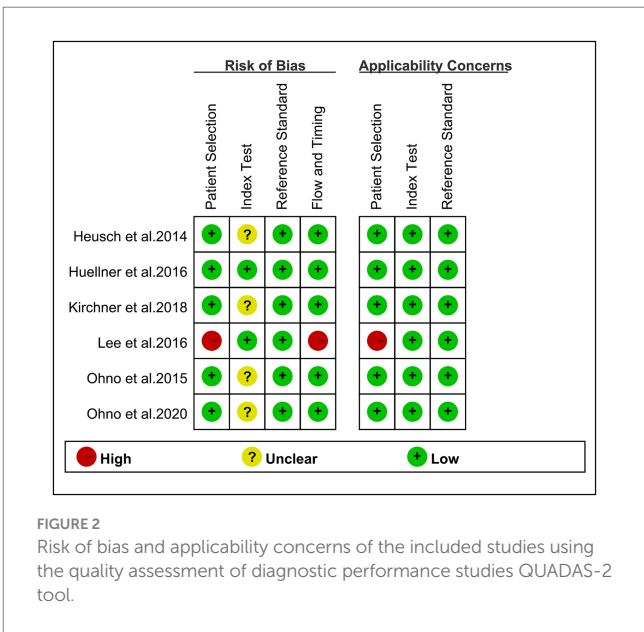 Risk of Bias
Applicability Concerns
Patient Selection
Index Test
Reference Standard
Flow and Timing
Patient Selection
Index Test
Reference Standard
Heusch et al.2014 + ? + + + + +
Huellner et al.2016 + + + + + + +
Kirchner et al.2018 + ? + + + + +
Lee et al.2016 - + + - - + +
Ohno et al.2015 + ? + + + + +
Ohno et al.2020 + ? + + + + +
- High ? Unclear + Low
FIGURE 2
Risk of bias and applicability concerns of the included studies using
the quality assessment of diagnostic performance studies QUADAS-2
tool.